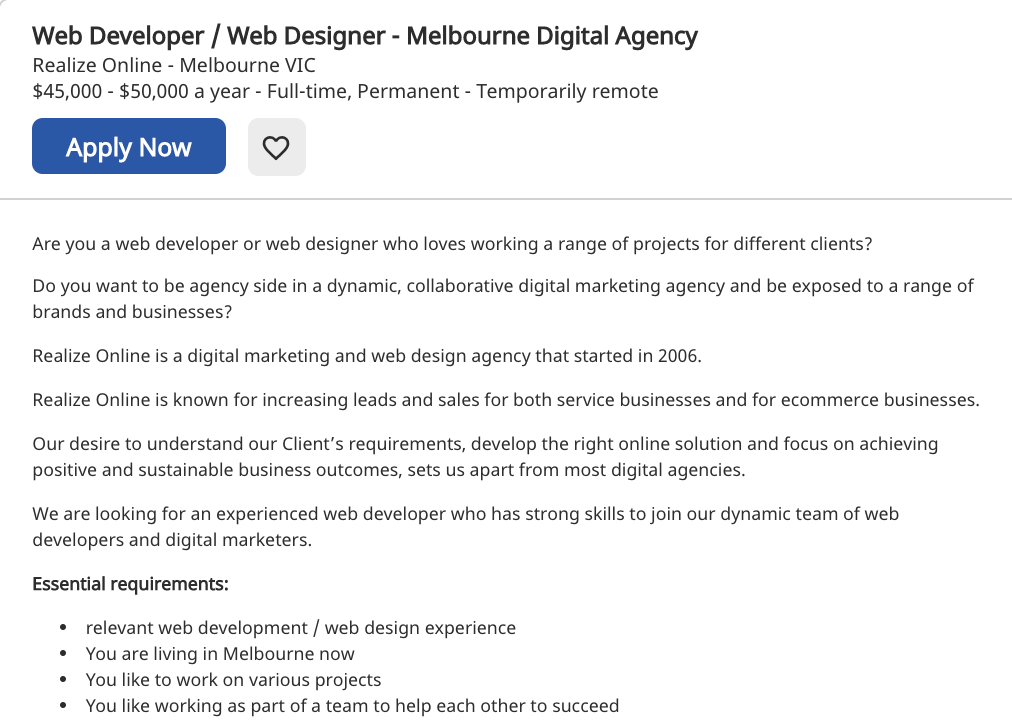 Web Developer / Web Designer - Melbourne Digital Agency
Realize Online - Melbourne VIC
$45,000 - $50,000 a year - Full-time, Permanent - Temporarily remote
Apply Now
Are you a web developer or web designer who loves working a range of projects for different clients?
Do you want to be agency side in a dynamic, collaborative digital marketing agency and be exposed to a range of
brands and businesses?
Realize Online is a digital marketing and web design agency that started in 2006.
Realize Online is known for increasing leads and sales for both service businesses and for ecommerce businesses.
Our desire to understand our Client’s requirements, develop the right online solution and focus on achieving
positive and sustainable business outcomes, sets us apart from most digital agencies.
We are looking for an experienced web developer who has strong skills to join our dynamic team of web
developers and digital marketers.
Essential requirements:
• relevant web development / web design experience
• You are living in Melbourne now
• You like to work on various projects
• You like working as part of a team to help each other to succeed